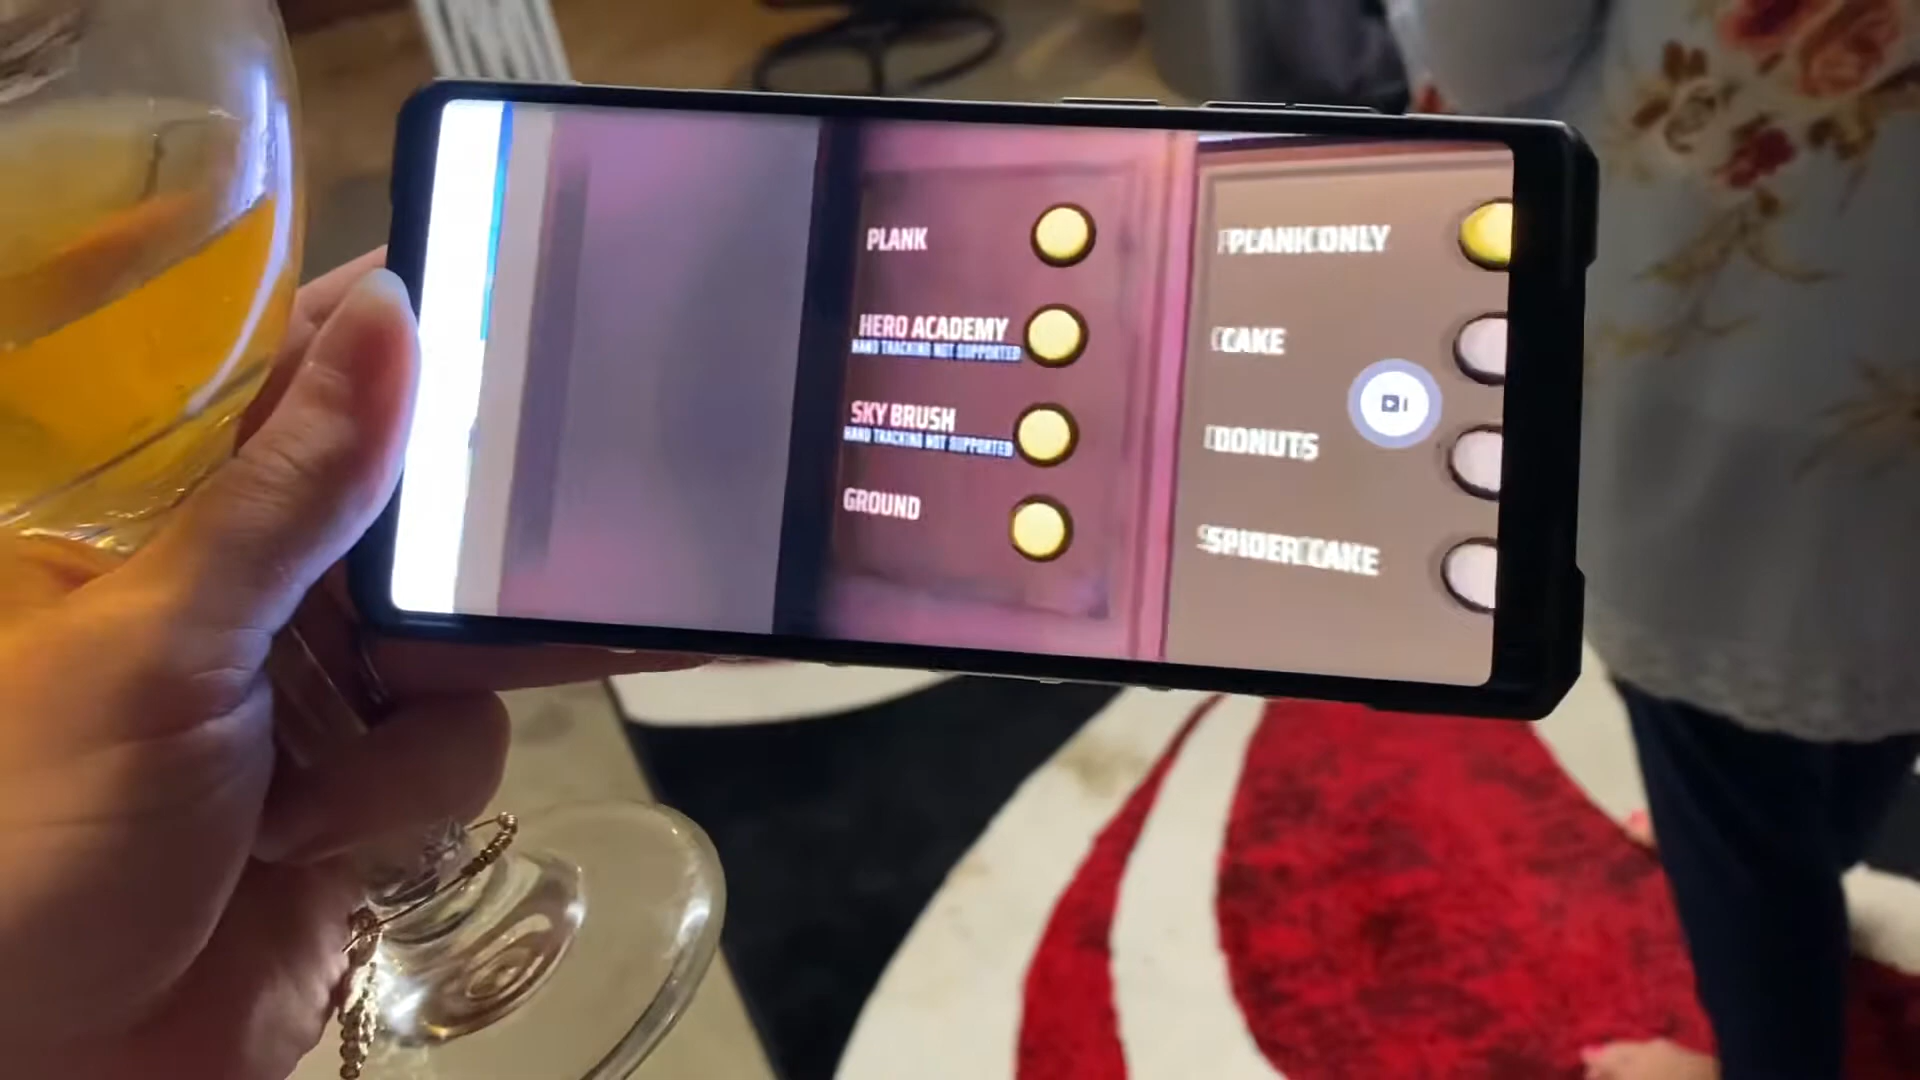 PLANK
HERO ACADEMY
HAND TRACKING NOT SUPPORTED
SKY BRUSH
HAND TRACKING NOT SUPPORTED
GROUND
PLANK ONLY
CAKE
DONUTS
SPIDER CAKE